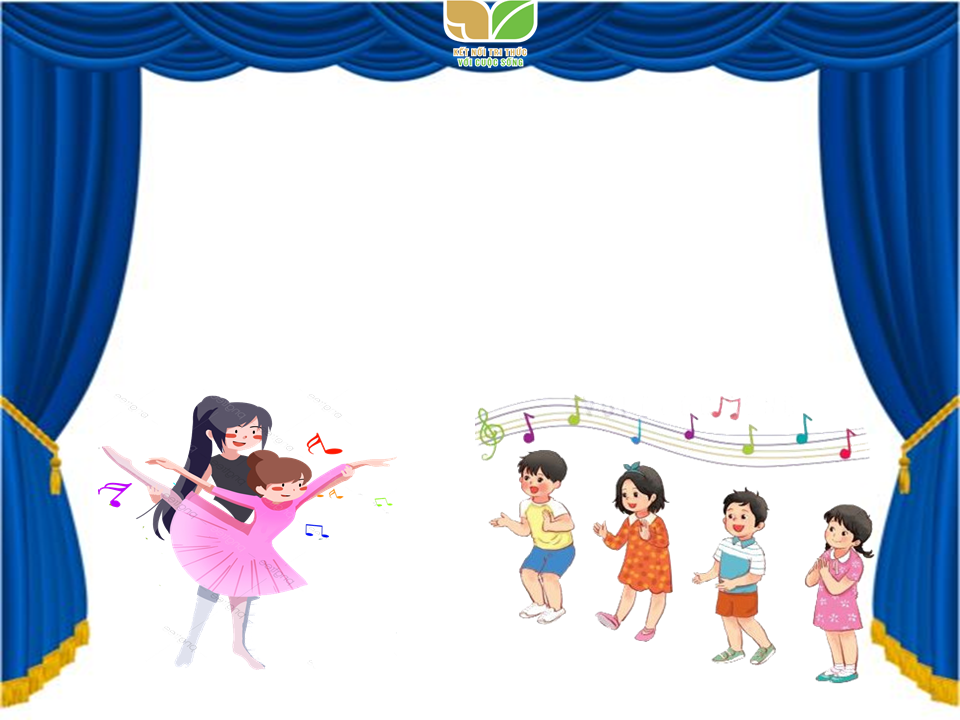 KẾT NỐI TRI THỨC
VỚI CUỘC SỐNG